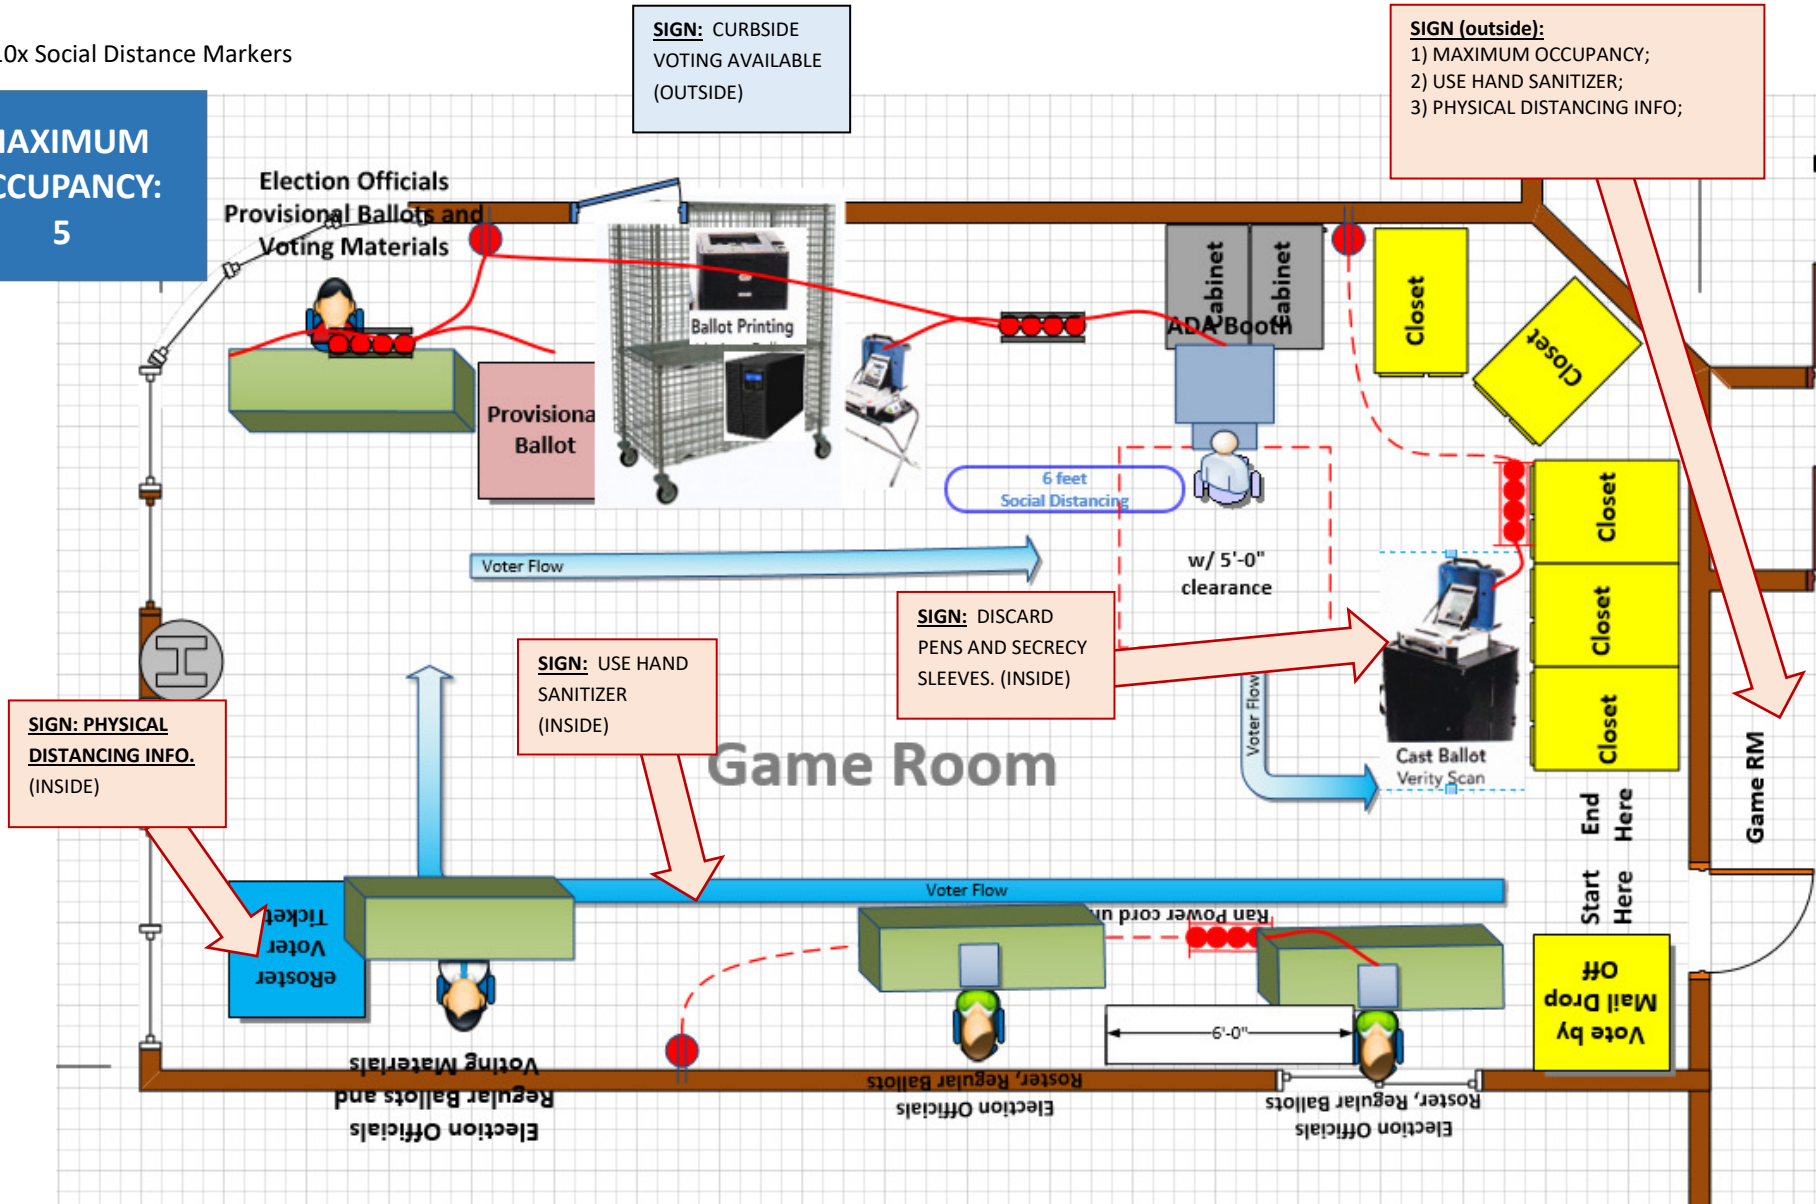 10x Social Distance Markers
MAXIMUM
OCCUPANCY:
5
SIGN: CURBSIDE
VOTING AVAILABLE
(OUTSIDE)
SIGN (outside):
1) MAXIMUM OCCUPANCY;
2) USE HAND SANITIZER;
3) PHYSICAL DISTANCING INFO;
Election Officials
Provisional Ballots and
Voting Materials
Ballot Printing
Provisional
Ballot
Cabinet
Cabinet
ADA Booth
Closet
Closet
Closet
Closet
Closet
6 feet
Social Distancing
Voter Flow
w/ 5'-0"
clearance
SIGN: DISCARD
PENS AND SECRECY
SLEEVES. (INSIDE)
SIGN: USE HAND
SANITIZER
(INSIDE)
SIGN: PHYSICAL
DISTANCING INFO.
(INSIDE)
Voter Flow
Cast Ballot
Verity Scan
Game Room
Game RM
End
Here
Start
Here
Voter Flow
Ran Power cord un
eRoster
Voter
Ticket
Vote by
Mail Drop
Off
6'-0"
Election Officials
Regular Ballots and
Voting Materials
Election Officials
Roster, Regular Ballots
Election Officials
Roster, Regular Ballots